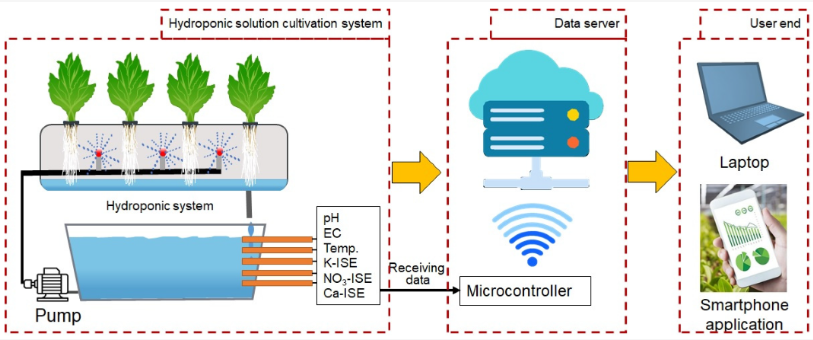 Hydroponic solution cultivation system
Data server
User end
Hydroponic system
pH
EC
Temp.
K-ISE
NO₃-ISE
Ca-ISE
Pump
Receiving
data
Microcontroller
Laptop
Smartphone
application